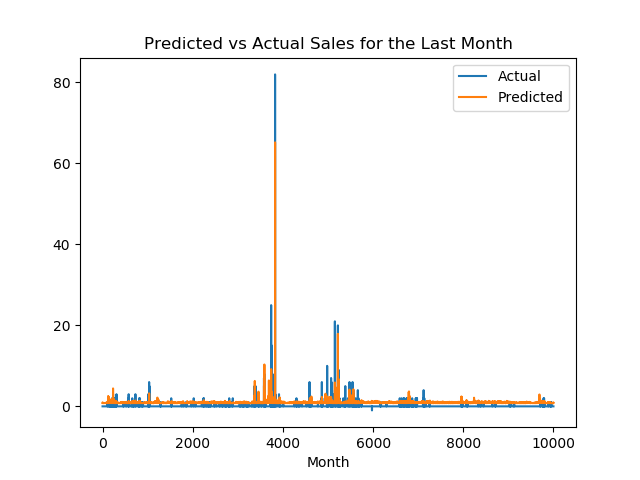 Predicted vs Actual Sales for the Last Month
Actual
Predicted
80
60
40
20
0
0 2000 4000 6000 8000 10000
Month